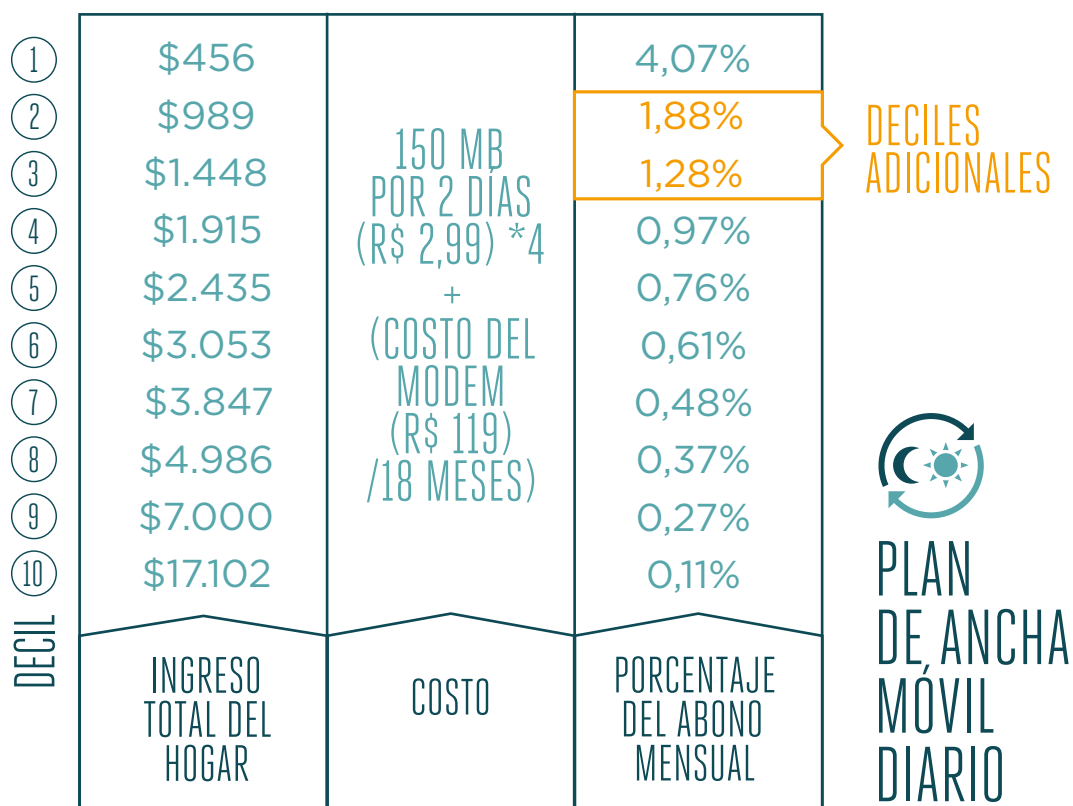 1 $456 4,07%
2 $989 1,88%
3 $1.448 1,28%
4 $1.915 0,97%
5 $2.435 0,76%
6 $3.053 0,61%
7 $3.847 0,48%
8 $4.986 0,37%
9 $7.000 0,27%
10 $17.102 0,11%
150 MB
POR 2 DÍAS
(R$ 2,99) *4
+
(COSTO DEL
MODEM
(R$ 119)
/18 MESES)
DECILES
ADICIONALES
DECIL
INGRESO
TOTAL DEL
HOGAR
COSTO
PORCENTAJE
DEL ABONO
MENSUAL
PLAN
DE ANCHA
MÓVIL
DIARIO